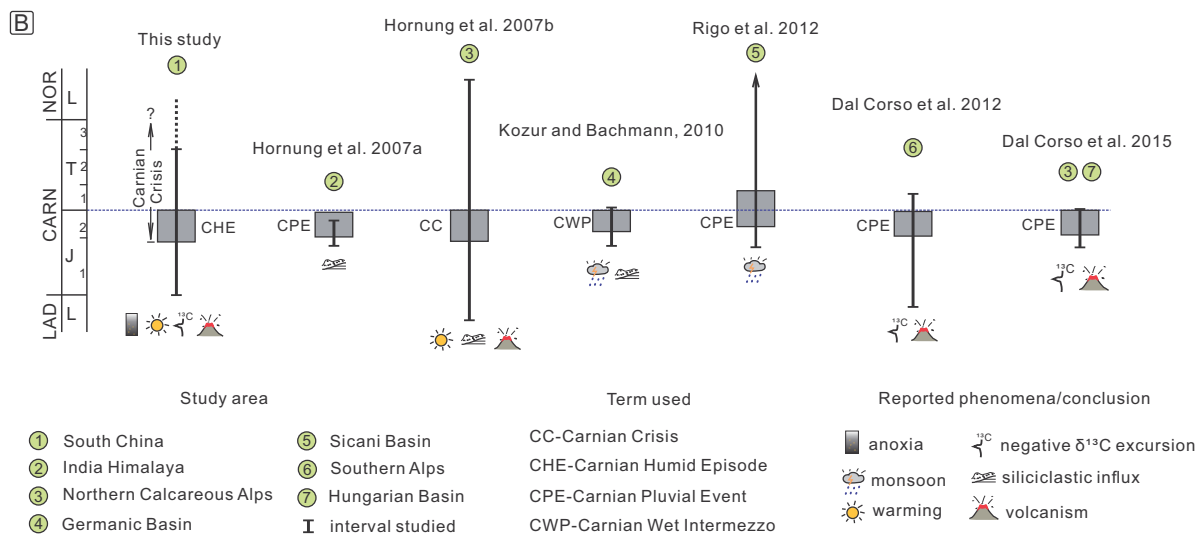 B
This study
1
Hornung et al. 2007a
2
Hornung et al. 2007b
3
Kozur and Bachmann, 2010
4
Rigo et al. 2012
5
Dal Corso et al. 2012
6
Dal Corso et al. 2015
3 7
NOR
CARN
LAD
L
T
J
L
3
2
1
2
1
?
Carnian
Crisis
CHE
CPE
CC
CWP
CPE
CPE
CPE
¹³C
¹³C
¹³C
Study area
1 South China
2 India Himalaya
3 Northern Calcareous Alps
4 Germanic Basin
5 Sicani Basin
6 Southern Alps
7 Hungarian Basin
interval studied
Term used
CC-Carnian Crisis
CHE-Carnian Humid Episode
CPE-Carnian Pluvial Event
CWP-Carnian Wet Intermezzo
Reported phenomena/conclusion
anoxia
monsoon
warming
¹³C negative δ¹³C excursion
siliciclastic influx
volcanism